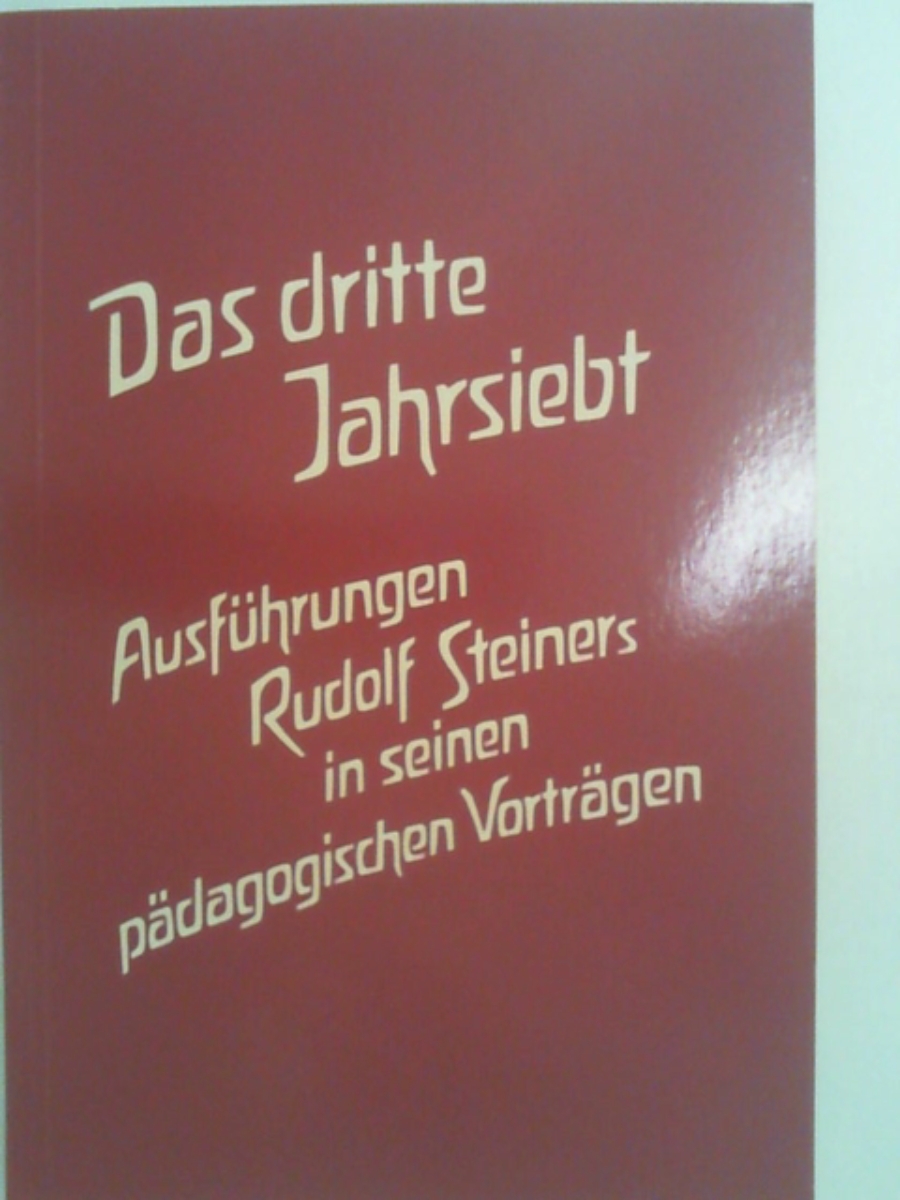 Das dritte
Jahrsiebt
Ausführungen
Rudolf Steiners
in seinen
pädagogischen Vorträgen